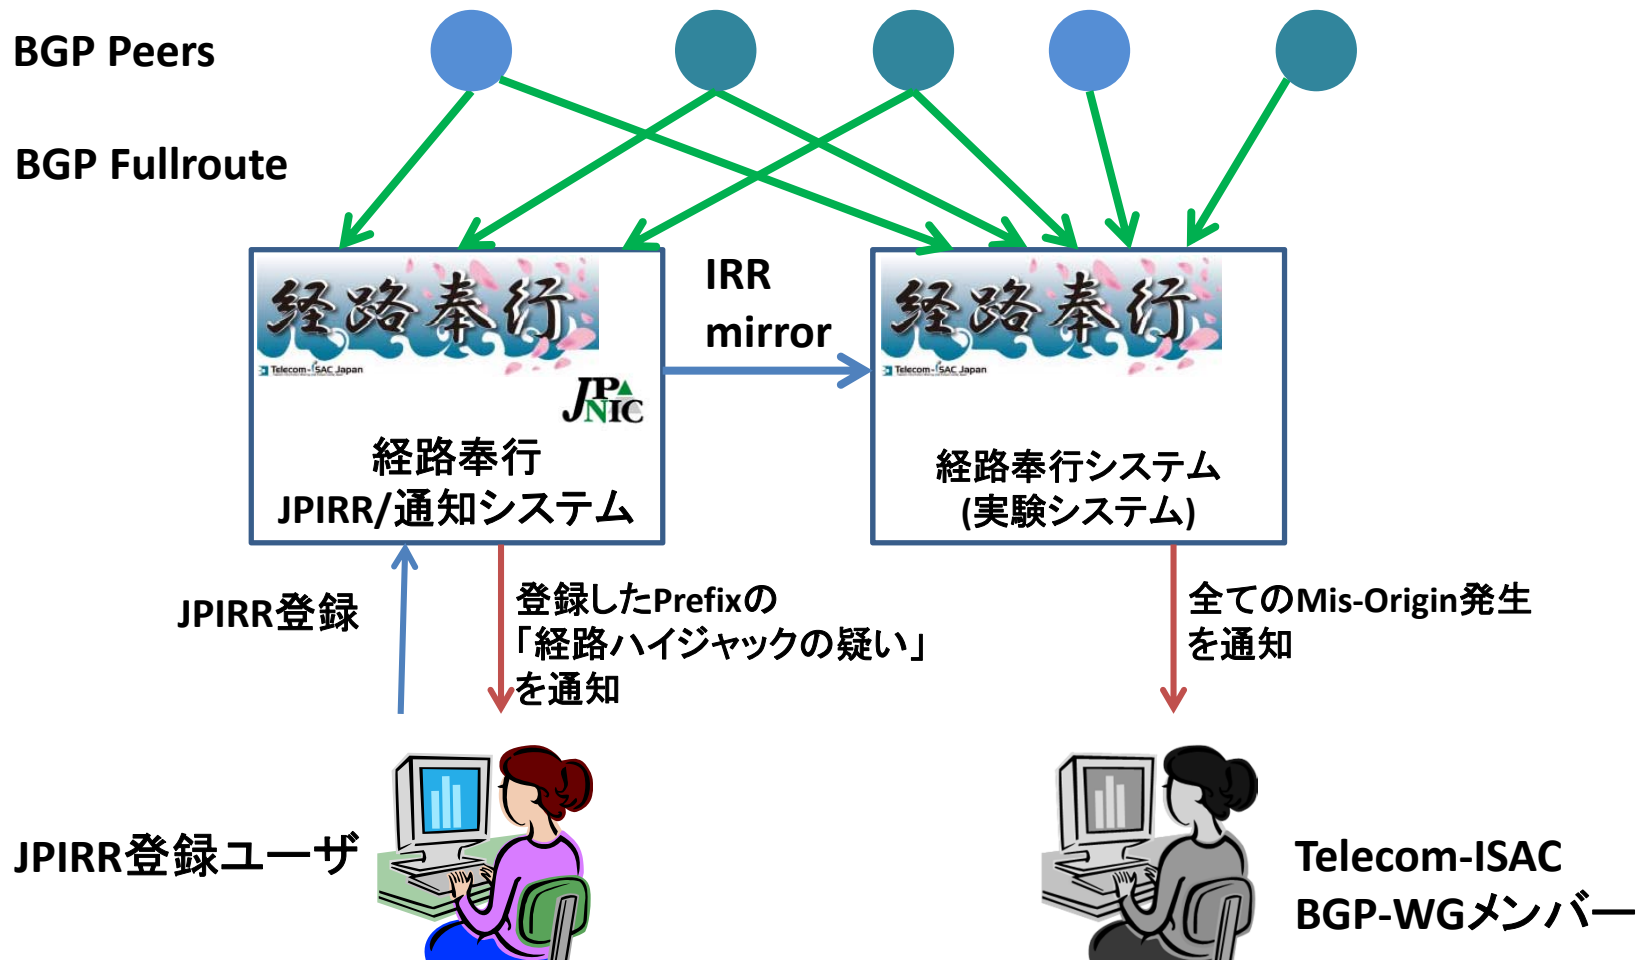 BGP Peers
BGP Fullroute
経路奉行
Telecom-ISAC Japan
JPNIC
経路奉行
JPIRR/通知システム
IRR
mirror
経路奉行
Telecom-ISAC Japan
経路奉行システム
(実験システム)
JPIRR登録
登録したPrefixの
「経路ハイジャックの疑い」
を通知
全てのMis-Origin発生
を通知
JPIRR登録ユーザ
Telecom-ISAC
BGP-WGメンバー